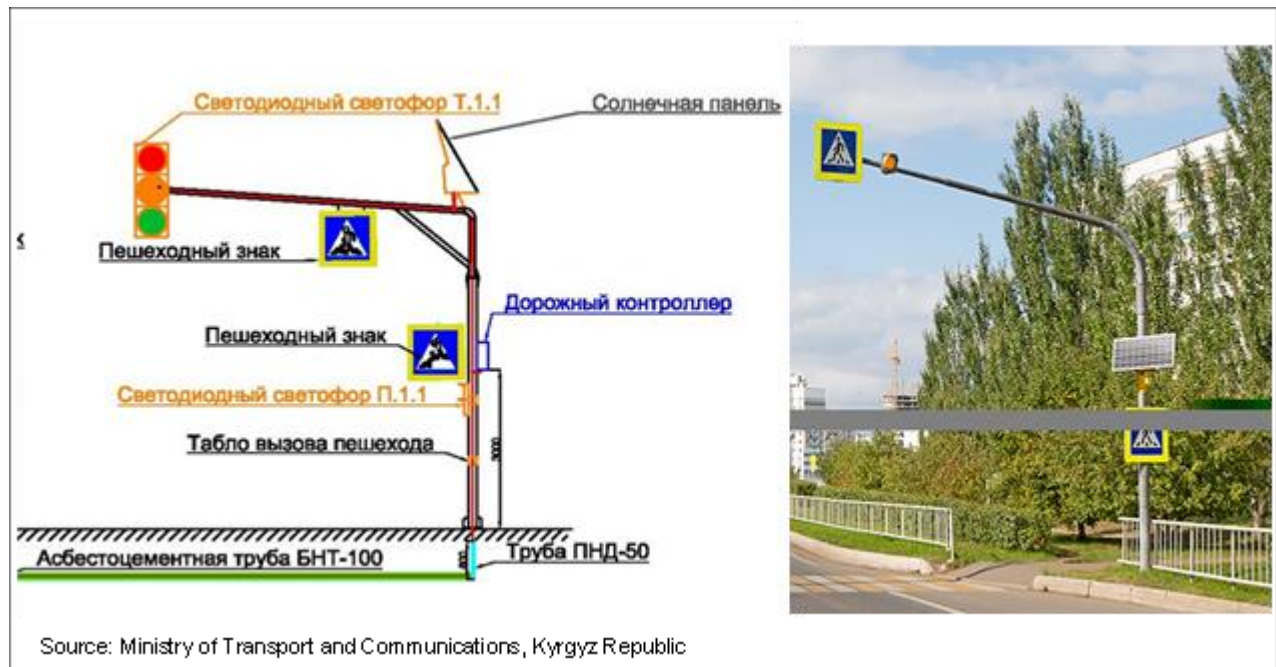 Светодиодный светофор Т.1.1
Солнечная панель
Пешеходный знак
Дорожный контроллер
Пешеходный знак
Светодиодный светофор П.1.1
Табло вызова пешехода
3000
Асбестоцементная труба БНТ-100
Труба ПНД-50
Source: Ministry of Transport and Communications, Kyrgyz Republic